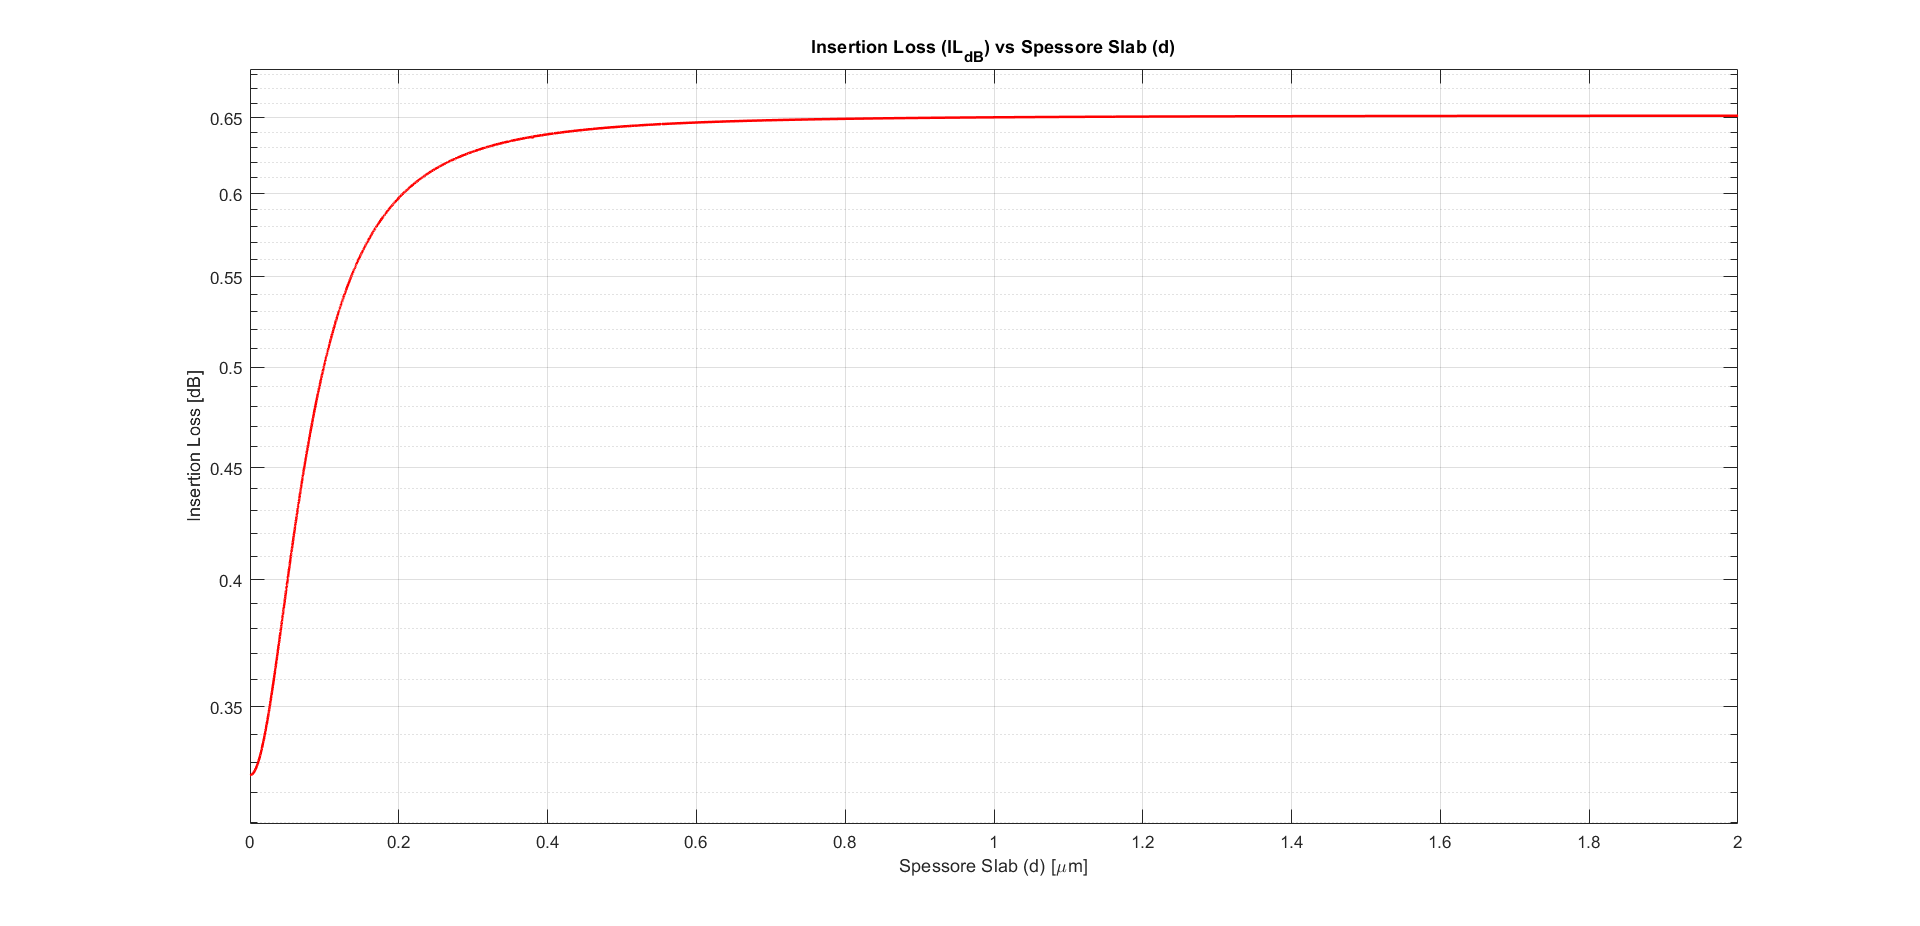 Insertion Loss (IL_dB) vs Spessore Slab (d)
Insertion Loss [dB]
0.65
0.6
0.55
0.5
0.45
0.4
0.35
0 0.2 0.4 0.6 0.8 1 1.2 1.4 1.6 1.8 2
Spessore Slab (d) [μm]